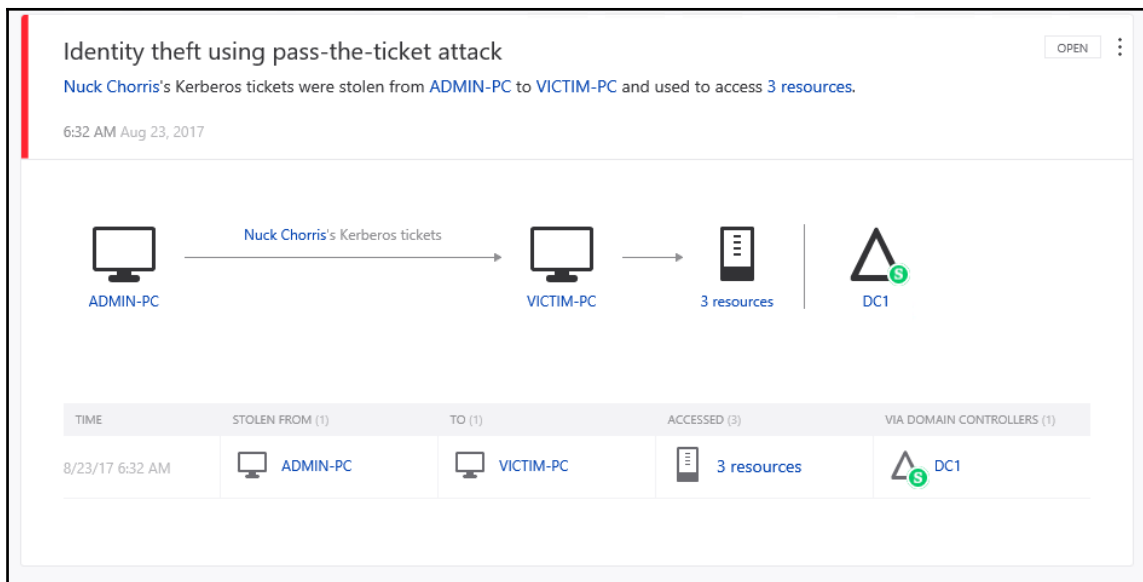 Identity theft using pass-the-ticket attack
OPEN
Nuck Chorris's Kerberos tickets were stolen from ADMIN-PC to VICTIM-PC and used to access 3 resources.
6:32 AM Aug 23, 2017
Nuck Chorris's Kerberos tickets
ADMIN-PC
VICTIM-PC
3 resources
S
DC1
TIME STOLEN FROM (1) TO (1) ACCESSED (3) VIA DOMAIN CONTROLLERS (1)
8/23/17 6:32 AM ADMIN-PC VICTIM-PC 3 resources S DC1